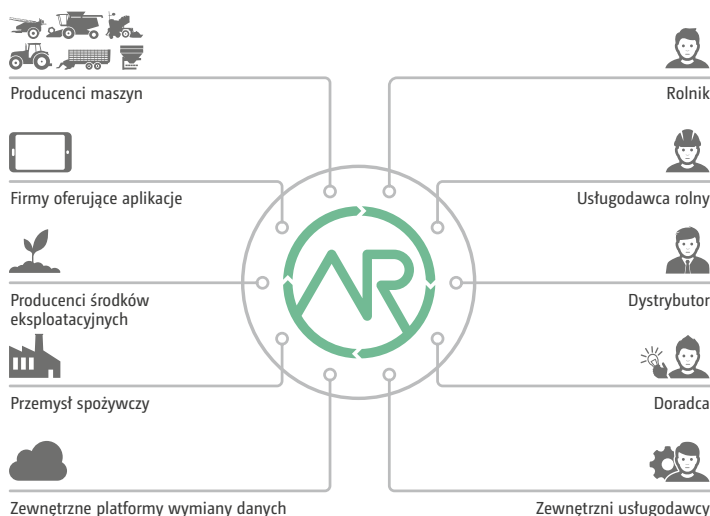 Producenci maszyn
Rolnik
Firmy oferujące aplikacje
Usługodawca rolny
AR
Producenci środków
eksploatacyjnych
Dystrybutor
Przemysł spożywczy
Doradca
Zewnętrzne platformy wymiany danych
Zewnętrzni usługodawcy